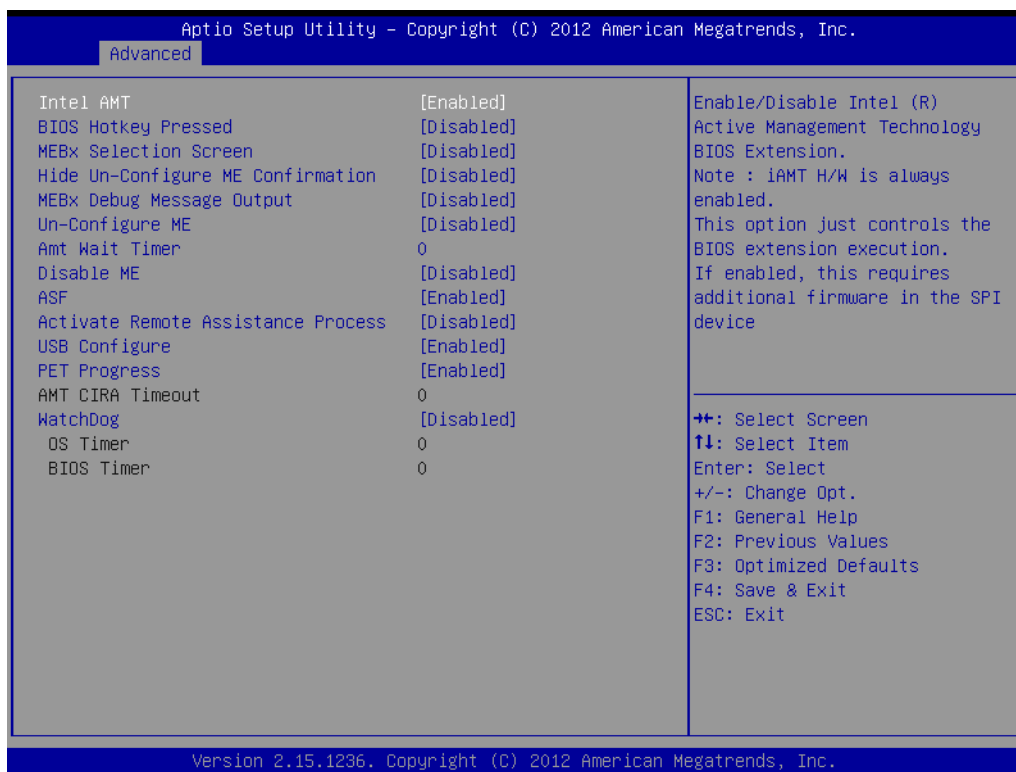 Aptio Setup Utility – Copyright (C) 2012 American Megatrends, Inc.
Advanced
Intel AMT [Enabled]
BIOS Hotkey Pressed [Disabled]
MEBx Selection Screen [Disabled]
Hide Un-Configure ME Confirmation [Disabled]
MEBx Debug Message Output [Disabled]
Un-Configure ME [Disabled]
Amt Wait Timer 0
Disable ME [Disabled]
ASF [Enabled]
Activate Remote Assistance Process [Disabled]
USB Configure [Enabled]
PET Progress [Enabled]
AMT CIRA Timeout 0
WatchDog [Disabled]
OS Timer 0
BIOS Timer 0
Enable/Disable Intel (R)
Active Management Technology
BIOS Extension.
Note : iAMT H/W is always
enabled.
This option just controls the
BIOS extension execution.
If enabled, this requires
additional firmware in the SPI
device
→←: Select Screen
↑↓: Select Item
Enter: Select
+/-: Change Opt.
F1: General Help
F2: Previous Values
F3: Optimized Defaults
F4: Save & Exit
ESC: Exit
Version 2.15.1236. Copyright (C) 2012 American Megatrends, Inc.